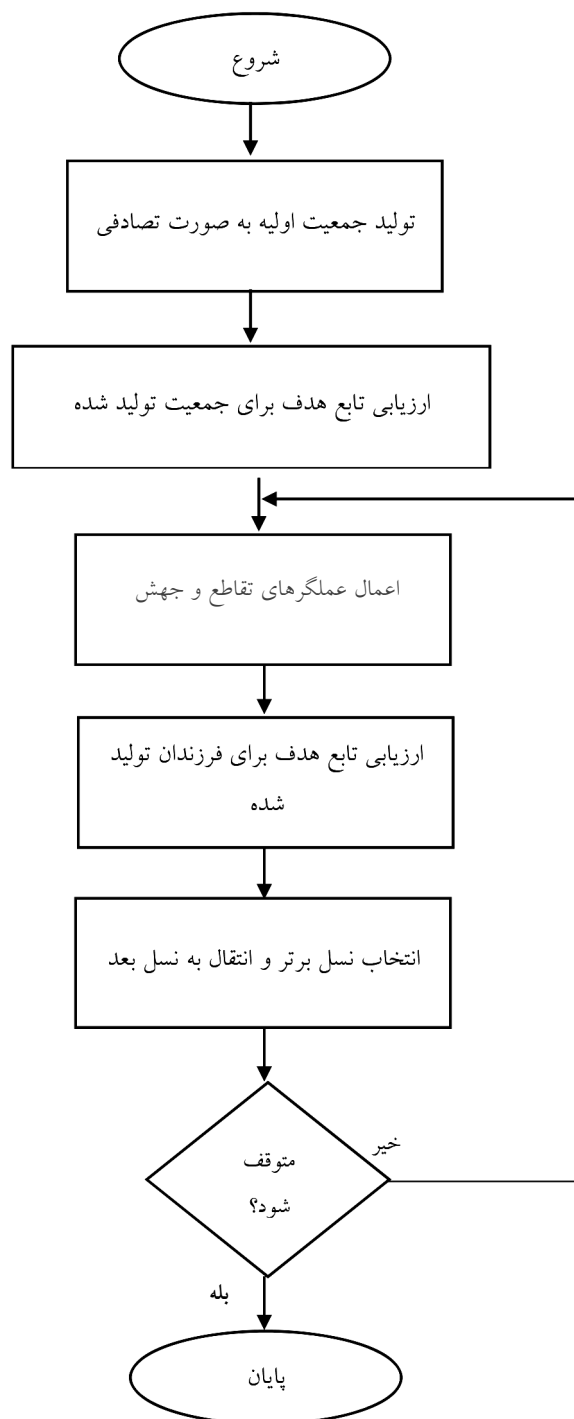 شروع
تولید جمعیت اولیه به صورت تصادفی
ارزیابی تابع هدف برای جمعیت تولید شده
اعمال عملگرهای تقاطع و جهش
ارزیابی تابع هدف برای فرزندان تولید
شده
انتخاب نسل برتر و انتقال به نسل بعد
خیر
متوقف
شود؟
بله
پایان